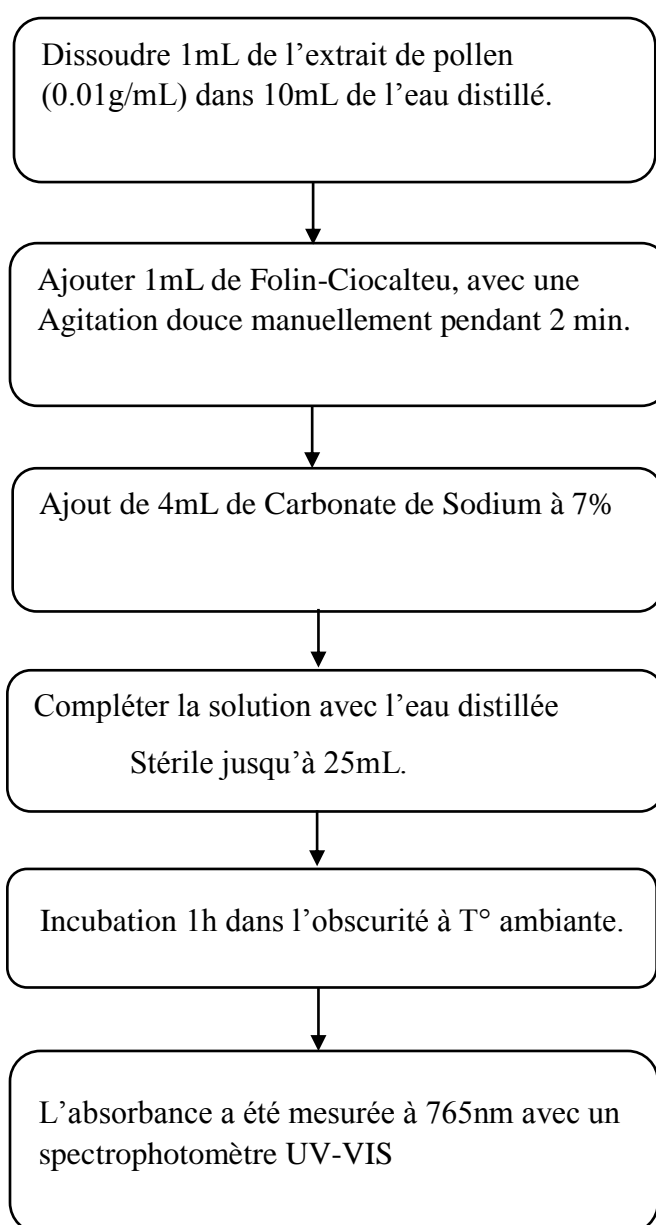 Dissoudre 1mL de l’extrait de pollen
(0.01g/mL) dans 10mL de l’eau distillé.
Ajouter 1mL de Folin-Ciocalteu, avec une
Agitation douce manuellement pendant 2 min.
Ajout de 4mL de Carbonate de Sodium à 7%
Compléter la solution avec l’eau distillée
Stérile jusqu’à 25mL.
Incubation 1h dans l’obscurité à T° ambiante.
L’absorbance a été mesurée à 765nm avec un
spectrophotomètre UV-VIS